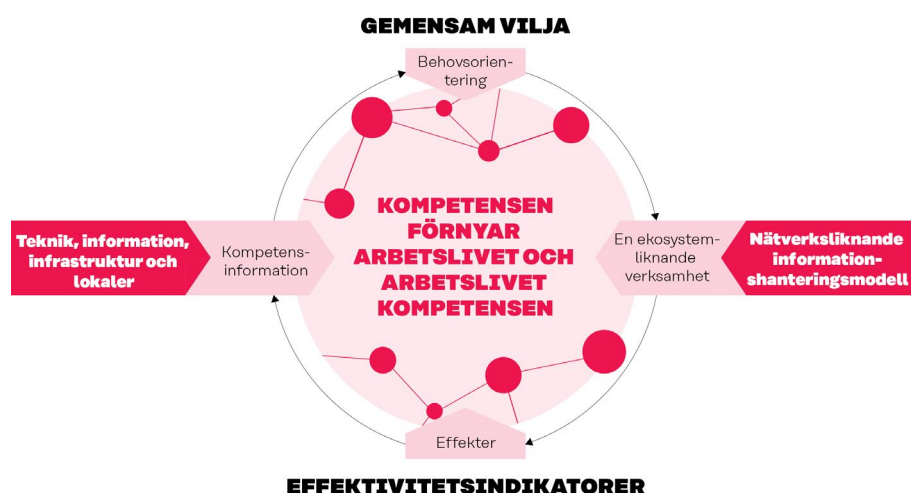 GEMENSAM VILJA
Behovsorien-
tering
KOMPETENSEN
FÖRNYAR
ARBETSLIVET OCH
ARBETSLIVET
KOMPETENSEN
Teknik, information,
infrastruktur och
lokaler
Kompetens-
information
En ekosystem-
liknande
verksamhet
Nätverksliknande
information-
shanteringsmodell
Effekter
EFFEKTIVITETSINDIKATORER